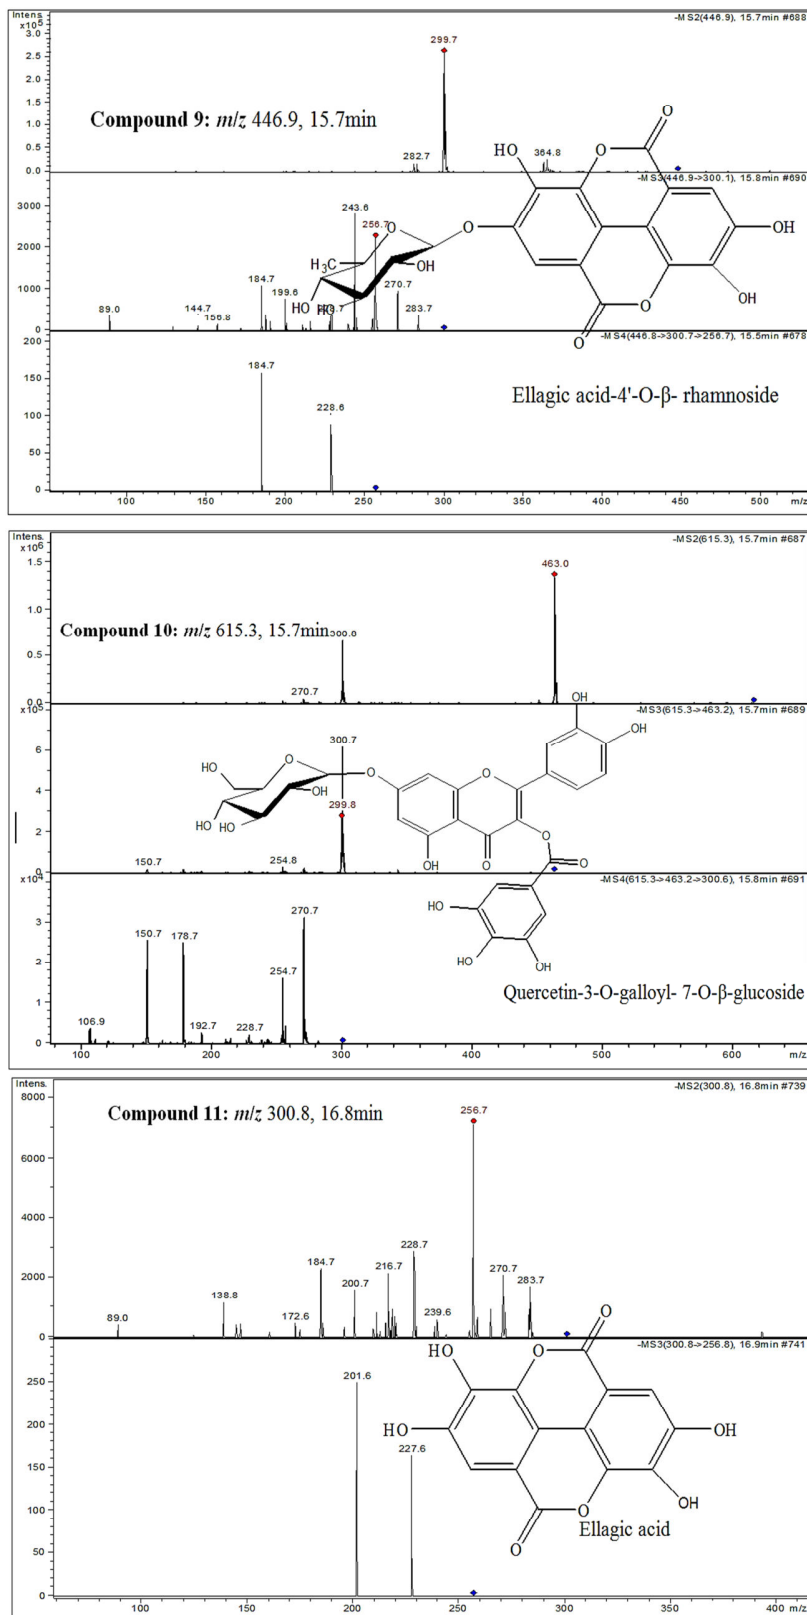 Intens.
x10⁵
-MS2(446.9), 15.7min #688
3.0
299.7
2.5
2.0
Compound 9: m/z 446.9, 15.7min
1.5
1.0
0.5
282.7
364.8
0.0
-MS3(446.9->300.1), 15.8min #690
O
O
HO
3000
243.6
256.7
2000
O
O
OH
H₃C
OH
184.7
270.7
1000
199.6
HO
HO
O
OH
89.0
144.7
156.8
283.7
0
O
-MS4(446.8->300.7->256.7), 15.5min #678
200
184.7
150
Ellagic acid-4'-O-β- rhamnoside
228.6
100
50
0
100 150 200 250 300 350 400 450 500 m/z
Intens.
x10⁶
-MS2(615.3), 15.7min #687
463.0
1.5
1.0
Compound 10: m/z 615.3, 15.7min
0.5
270.7
0.0
x10⁵
-MS3(615.3->463.2), 15.7min #689
OH
OH
300.7
6
HO
O
O
O
4
OH
HO
HO
299.8
O
2
OH
O
O
150.7
254.8
0
x10⁴
-MS4(615.3->463.2->300.6), 15.8min #691
HO
3
270.7
150.7
178.7
HO
OH
2
254.7
Quercetin-3-O-galloyl- 7-O-β-glucoside
1
106.9
192.7
228.7
0
100 200 300 400 500 600 m/z
Intens.
-MS2(300.8), 16.8min #739
8000
Compound 11: m/z 300.8, 16.8min
256.7
6000
4000
228.7
184.7
216.7
270.7
2000
200.7
283.7
138.8
172.6
239.6
89.0
0
O
-MS3(300.8->256.8), 16.9min #741
HO
O
250
201.6
200
HO
OH
227.6
150
O
OH
100
O
Ellagic acid
50
0
100 150 200 250 300 350 400 m/z